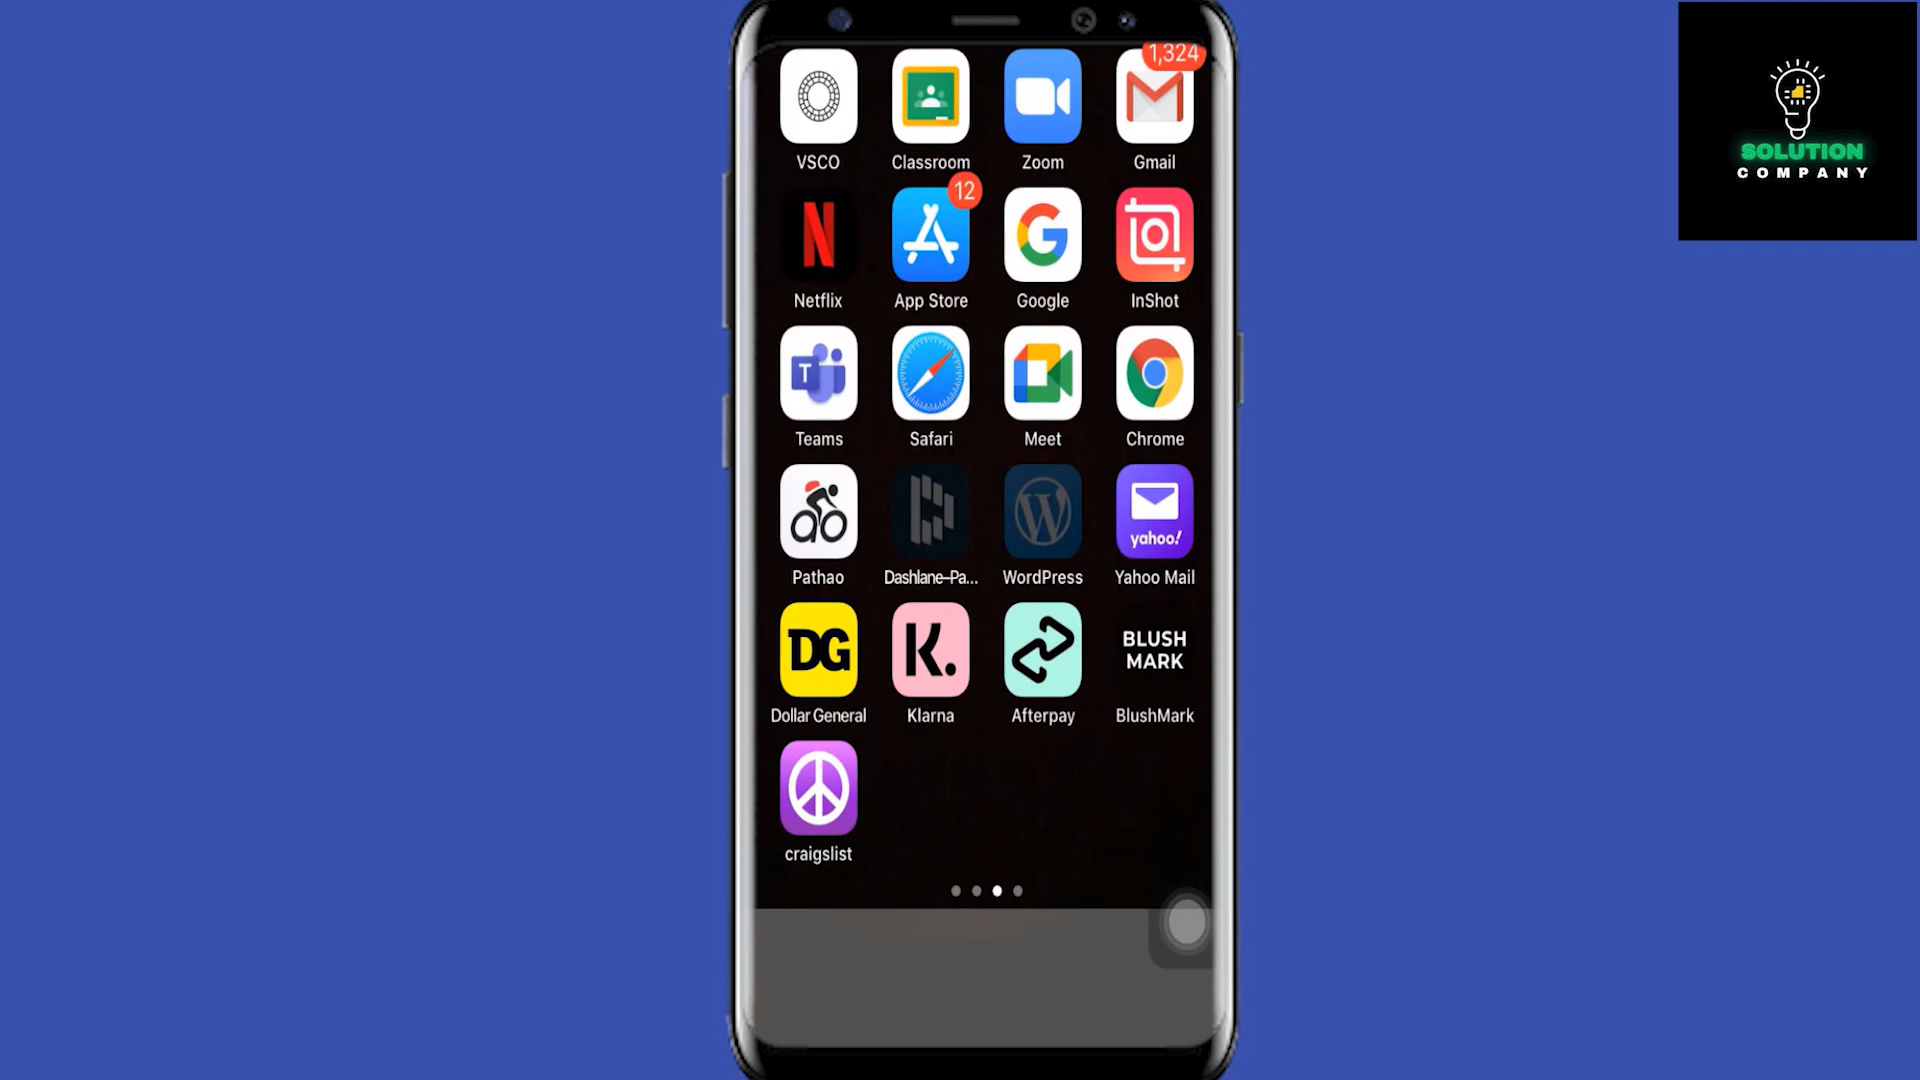 1,324
VSCO
Classroom
Zoom
Gmail
N
12
G
Netflix
App Store
Google
InShot
T
Teams
Safari
Meet
Chrome
W
yahoo!
Pathao
Dashlane–Pa...
WordPress
Yahoo Mail
DG
K.
BLUSH
MARK
Dollar General
Klarna
Afterpay
BlushMark
craigslist
SOLUTION
COMPANY